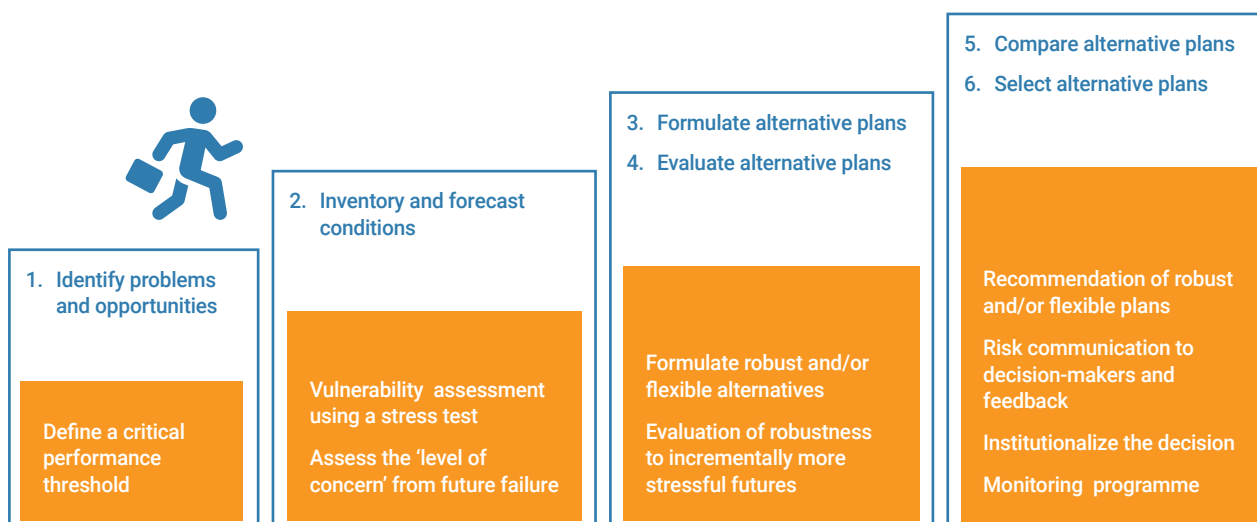 1. Identify problems
and opportunities
Define a critical
performance
threshold
2. Inventory and forecast
conditions
Vulnerability assessment
using a stress test
Assess the ‘level of
concern’ from future failure
3. Formulate alternative plans
4. Evaluate alternative plans
Formulate robust and/or
flexible alternatives
Evaluation of robustness
to incrementally more
stressful futures
5. Compare alternative plans
6. Select alternative plans
Recommendation of robust
and/or flexible plans
Risk communication to
decision-makers and
feedback
Institutionalize the decision
Monitoring programme